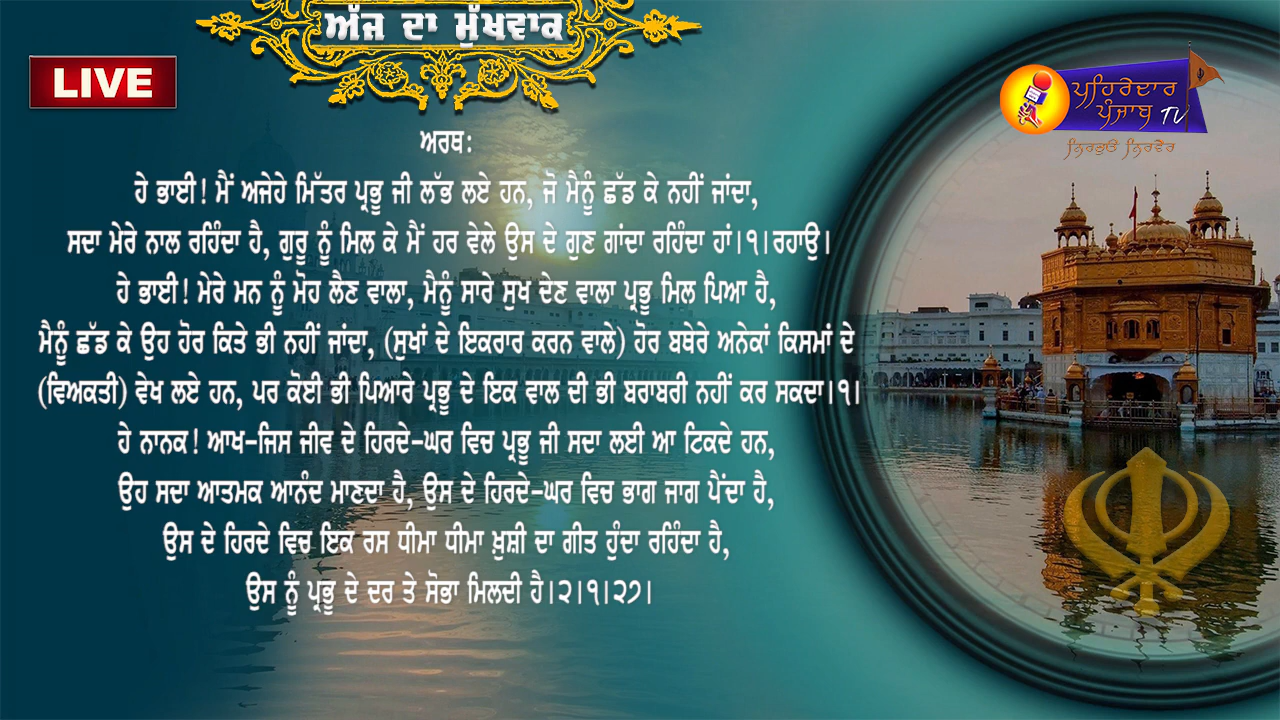 ਅੱਜ ਦਾ ਮੁੱਖਵਾਕ
LIVE
ਪਹਿਰੇਦਾਰ
ਪੰਜਾਬ TV
ਨਿਰਭਉ ਨਿਰਵੈਰ
ਅਰਥ:
ਹੇ ਭਾਈ! ਮੈਂ ਅਜੇਹੇ ਮਿੱਤਰ ਪ੍ਰਭੂ ਜੀ ਲੱਭ ਲਏ ਹਨ, ਜੋ ਮੈਨੂੰ ਛੱਡ ਕੇ ਨਹੀਂ ਜਾਂਦਾ,
ਸਦਾ ਮੇਰੇ ਨਾਲ ਰਹਿੰਦਾ ਹੈ, ਗੁਰੂ ਨੂੰ ਮਿਲ ਕੇ ਮੈਂ ਹਰ ਵੇਲੇ ਉਸ ਦੇ ਗੁਣ ਗਾਂਦਾ ਰਹਿੰਦਾ ਹਾਂ।੧।ਰਹਾਉ।
ਹੇ ਭਾਈ! ਮੇਰੇ ਮਨ ਨੂੰ ਮੋਹ ਲੈਣ ਵਾਲਾ, ਮੈਨੂੰ ਸਾਰੇ ਸੁਖ ਦੇਣ ਵਾਲਾ ਪ੍ਰਭੂ ਮਿਲ ਪਿਆ ਹੈ,
ਮੈਨੂੰ ਛੱਡ ਕੇ ਉਹ ਹੋਰ ਕਿਤੇ ਭੀ ਨਹੀਂ ਜਾਂਦਾ, (ਸੁਖਾਂ ਦੇ ਇਕਰਾਰ ਕਰਨ ਵਾਲੇ) ਹੋਰ ਬਥੇਰੇ ਅਨੇਕਾਂ ਕਿਸਮਾਂ ਦੇ
(ਵਿਅਕਤੀ) ਵੇਖ ਲਏ ਹਨ, ਪਰ ਕੋਈ ਭੀ ਪਿਆਰੇ ਪ੍ਰਭੂ ਦੇ ਇਕ ਵਾਲ ਦੀ ਭੀ ਬਰਾਬਰੀ ਨਹੀਂ ਕਰ ਸਕਦਾ।੧।
ਹੇ ਨਾਨਕ! ਆਖ-ਜਿਸ ਜੀਵ ਦੇ ਹਿਰਦੇ-ਘਰ ਵਿਚ ਪ੍ਰਭੂ ਜੀ ਸਦਾ ਲਈ ਆ ਟਿਕਦੇ ਹਨ,
ਉਹ ਸਦਾ ਆਤਮਕ ਆਨੰਦ ਮਾਣਦਾ ਹੈ, ਉਸ ਦੇ ਹਿਰਦੇ-ਘਰ ਵਿਚ ਭਾਗ ਜਾਗ ਪੈਂਦਾ ਹੈ,
ਉਸ ਦੇ ਹਿਰਦੇ ਵਿਚ ਇਕ ਰਸ ਧੀਮਾ ਧੀਮਾ ਖ਼ੁਸ਼ੀ ਦਾ ਗੀਤ ਹੁੰਦਾ ਰਹਿੰਦਾ ਹੈ,
ਉਸ ਨੂੰ ਪ੍ਰਭੂ ਦੇ ਦਰ ਤੇ ਸੋਭਾ ਮਿਲਦੀ ਹੈ।੨।੧।੨੭।